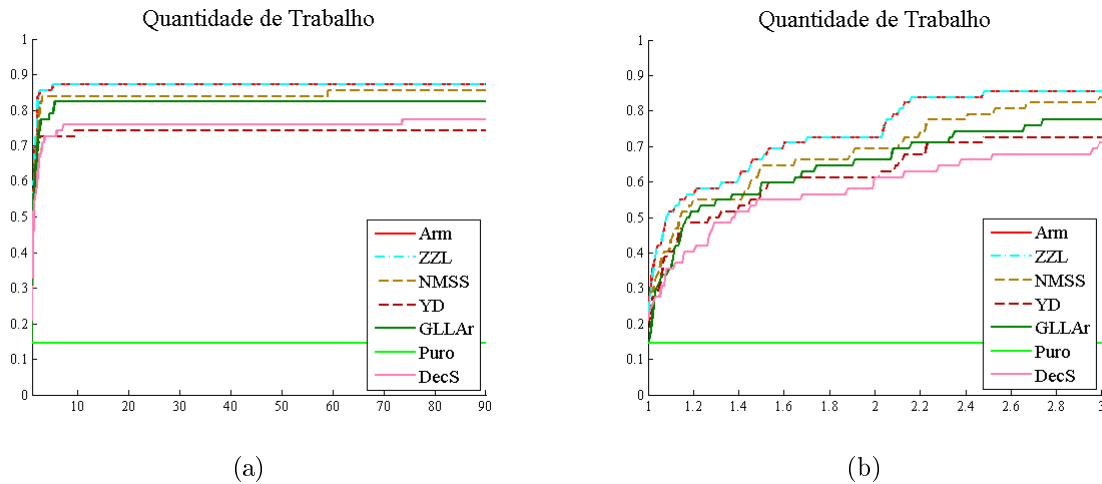 Quantidade de Trabalho
1
0.9
0.8
0.7
0.6
0.5
0.4
0.3
0.2
0.1
0
10 20 30 40 50 60 70 80 90
Arm
ZZL
NMSS
YD
GLLAr
Puro
DecS
(a)
Quantidade de Trabalho
1
0.9
0.8
0.7
0.6
0.5
0.4
0.3
0.2
0.1
0
1 1.2 1.4 1.6 1.8 2 2.2 2.4 2.6 2.8 3
Arm
ZZL
NMSS
YD
GLLAr
Puro
DecS
(b)